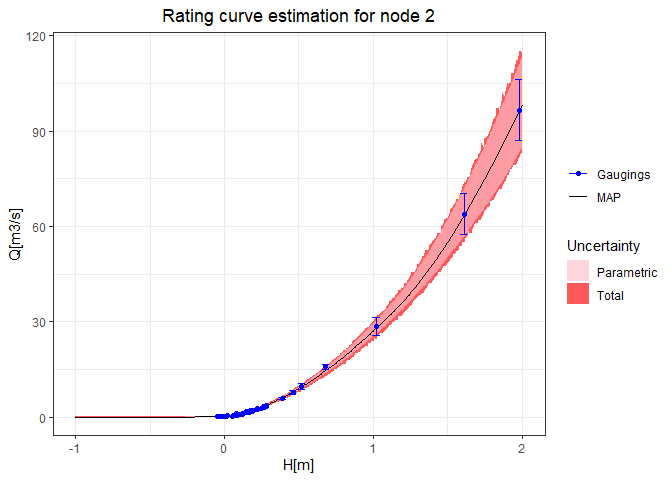 Rating curve estimation for node 2
120
90
60
30
0
Q[m3/s]
-1 0 1 2
H[m]
Gaugings
MAP
Uncertainty
Parametric
Total